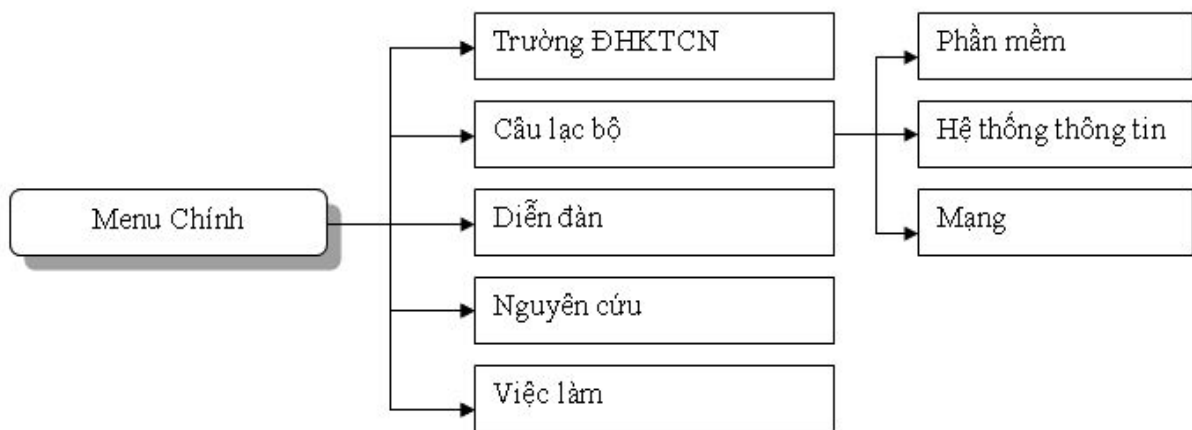 Menu Chính
Trường ĐHKTCN
Câu lạc bộ
Diễn đàn
Nguyên cứu
Việc làm
Phần mềm
Hệ thống thông tin
Mạng